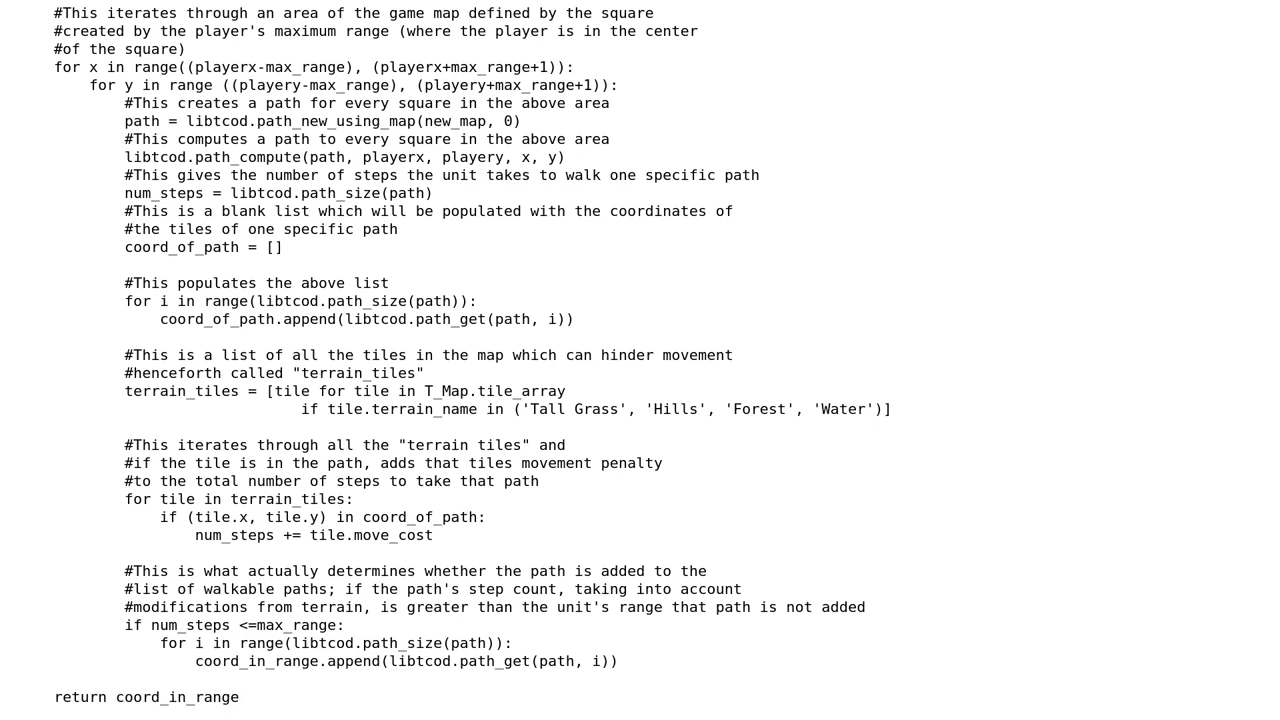 #This iterates through an area of the game map defined by the square
#created by the player's maximum range (where the player is in the center
#of the square)
for x in range((playerx-max_range), (playerx+max_range+1)):
    for y in range ((playery-max_range), (playery+max_range+1)):
        #This creates a path for every square in the above area
        path = libtcod.path_new_using_map(new_map, 0)
        #This computes a path to every square in the above area
        libtcod.path_compute(path, playerx, playery, x, y)
        #This gives the number of steps the unit takes to walk one specific path
        num_steps = libtcod.path_size(path)
        #This is a blank list which will be populated with the coordinates of
        #the tiles of one specific path
        coord_of_path = []

        #This populates the above list
        for i in range(libtcod.path_size(path)):
            coord_of_path.append(libtcod.path_get(path, i))

        #This is a list of all the tiles in the map which can hinder movement
        #henceforth called "terrain_tiles"
        terrain_tiles = [tile for tile in T_Map.tile_array
                            if tile.terrain_name in ('Tall Grass', 'Hills', 'Forest', 'Water')]

        #This iterates through all the "terrain tiles" and
        #if the tile is in the path, adds that tiles movement penalty
        #to the total number of steps to take that path
        for tile in terrain_tiles:
            if (tile.x, tile.y) in coord_of_path:
                num_steps += tile.move_cost

        #This is what actually determines whether the path is added to the
        #list of walkable paths; if the path's step count, taking into account
        #modifications from terrain, is greater than the unit's range that path is not added
        if num_steps <=max_range:
            for i in range(libtcod.path_size(path)):
                coord_in_range.append(libtcod.path_get(path, i))

return coord_in_range